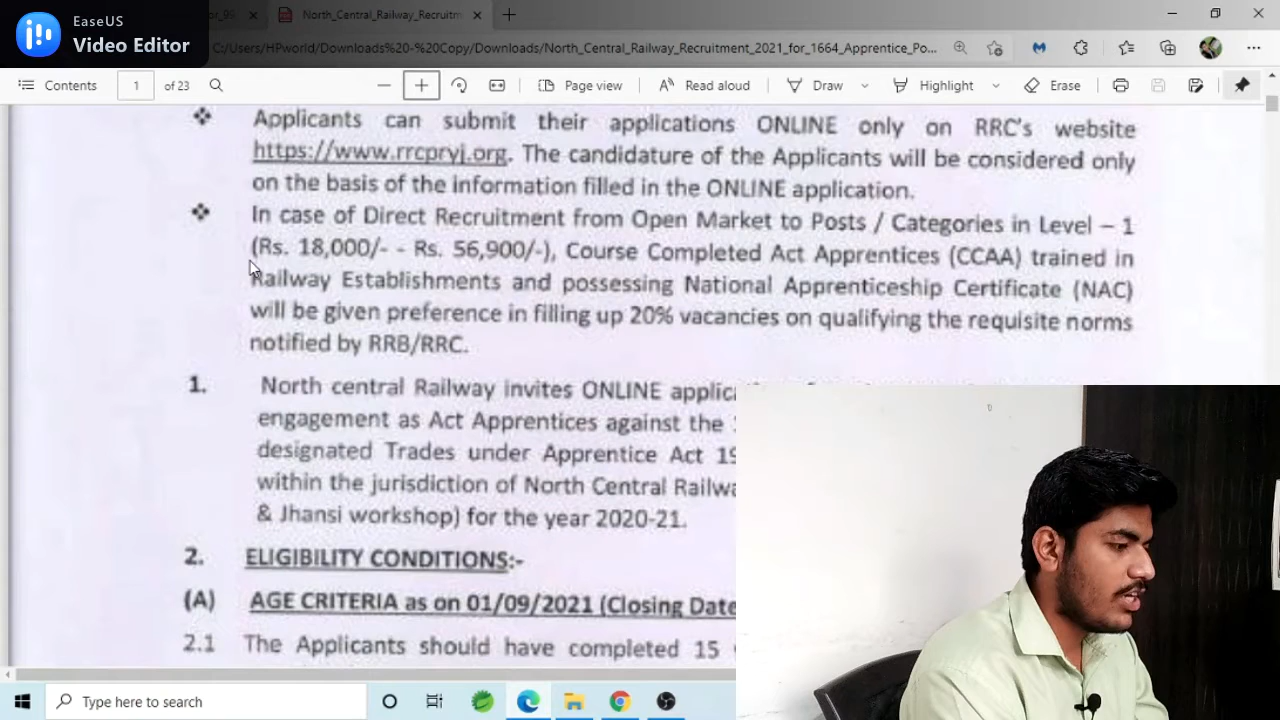 EaseUS
Video Editor
or_99
North_Central_Railway_Recruitm
C:/Users/HPworld/Downloads%20-%20Copy/Downloads/North_Central_Railway_Recruitment_2021_for_1664_Apprentice_Po...
Contents
1
of 23
Page view
Read aloud
Draw
Highlight
Erase
❖ Applicants can submit their applications ONLINE only on RRC's website
https://www.rrcpryj.org. The candidature of the Applicants will be considered only
on the basis of the information filled in the ONLINE application.
❖ In case of Direct Recruitment from Open Market to Posts / Categories in Level – 1
(Rs. 18,000/- - Rs. 56,900/-), Course Completed Act Apprentices (CCAA) trained in
Railway Establishments and possessing National Apprenticeship Certificate (NAC)
will be given preference in filling up 20% vacancies on qualifying the requisite norms
notified by RRB/RRC.
1. North central Railway invites ONLINE applic
engagement as Act Apprentices against the
designated Trades under Apprentice Act 19
within the jurisdiction of North Central Railwa
& Jhansi workshop) for the year 2020-21.
2. ELIGIBILITY CONDITIONS:-
(A) AGE CRITERIA as on 01/09/2021 (Closing Date
2.1 The Applicants should have completed 15
Type here to search